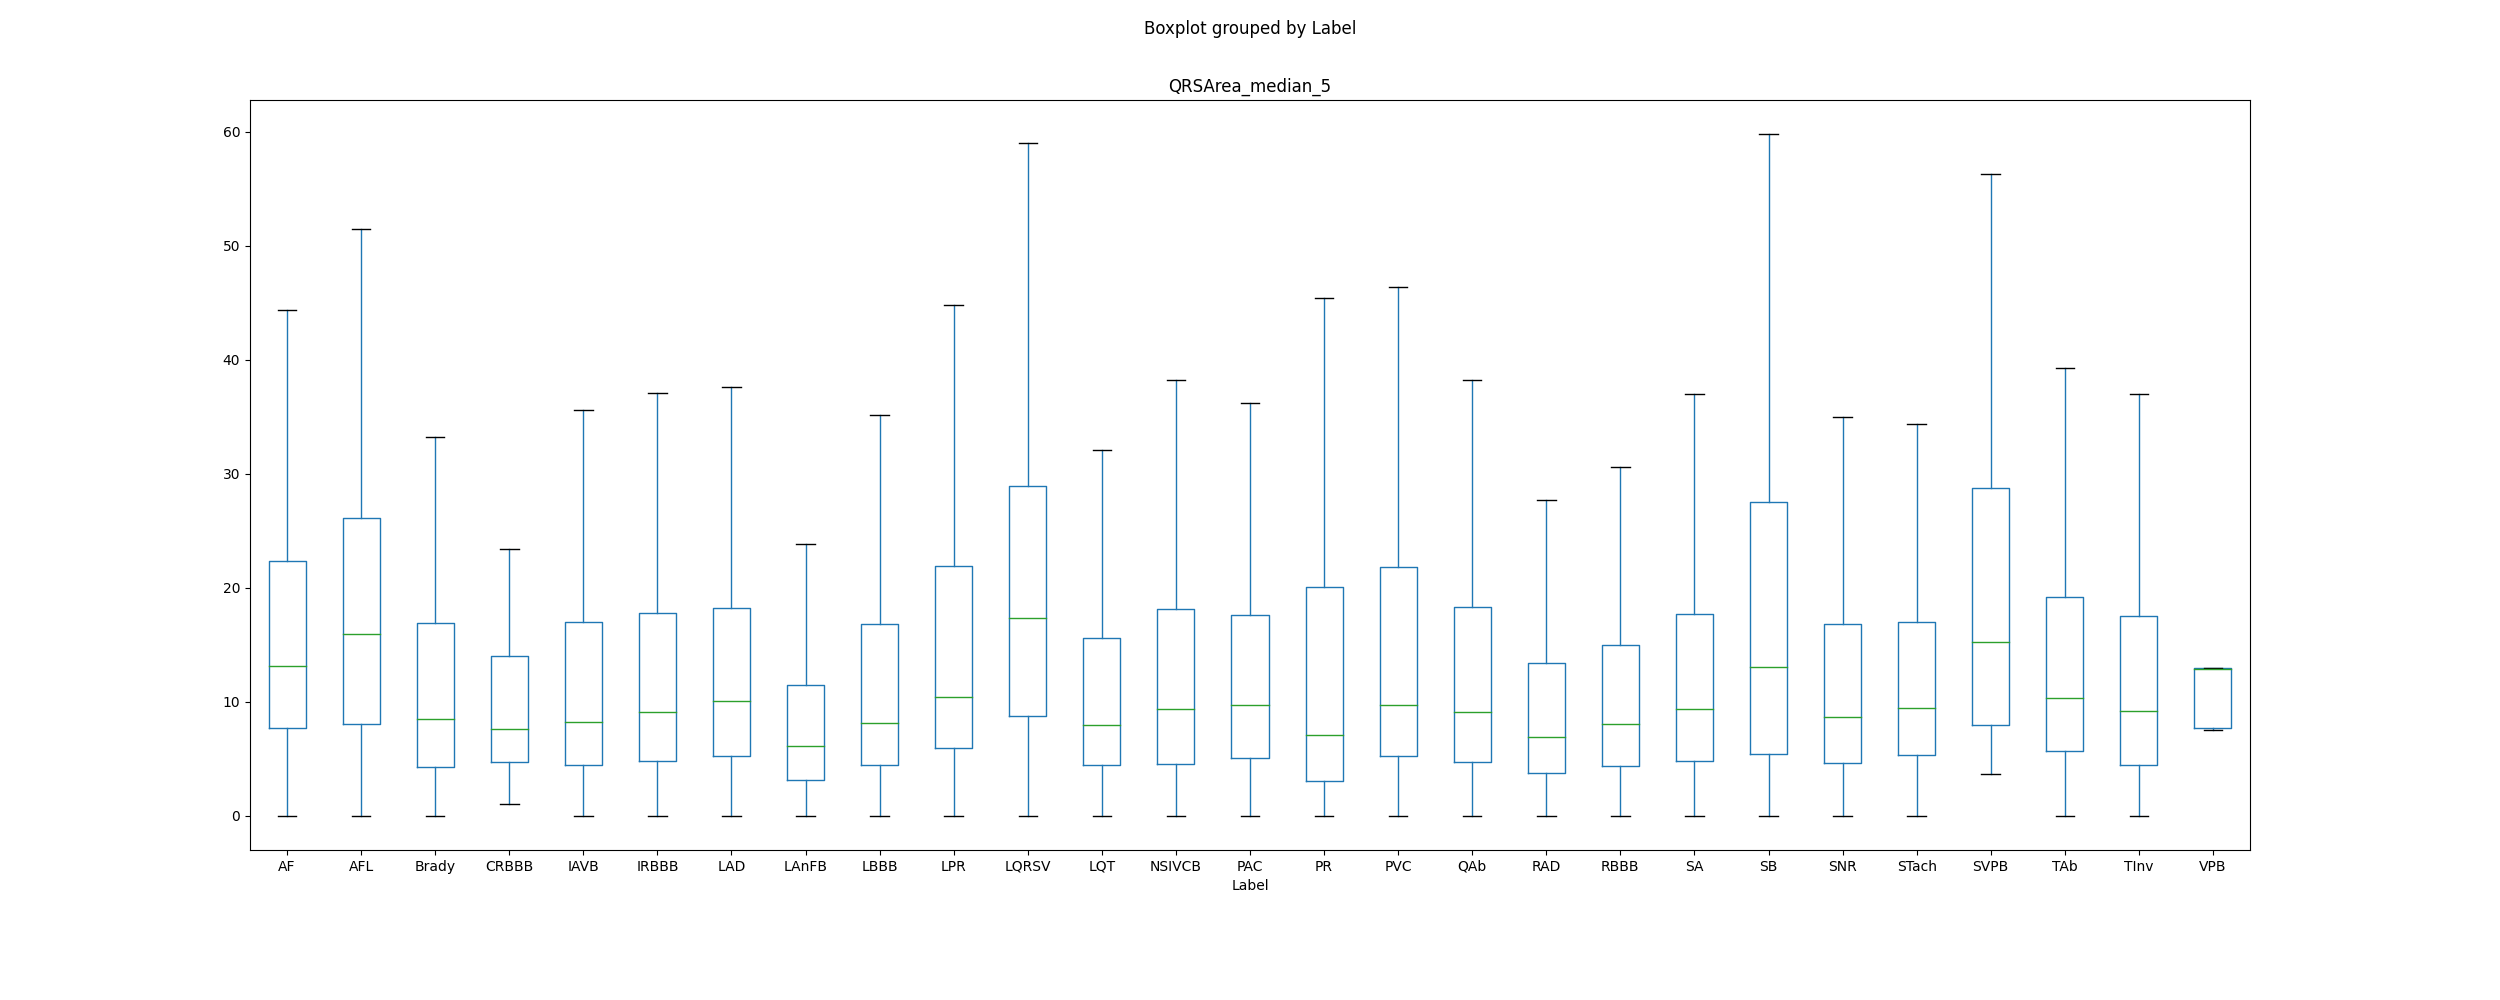 Boxplot grouped by Label
QRSArea_median_5
60
50
40
30
20
10
0
AF AFL Brady CRBBB IAVB IRBBB LAD LAnFB LBBB LPR LQRSV LQT NSIVCB PAC PR PVC QAb RAD RBBB SA SB SNR STach SVPB TAb TInv VPB
Label